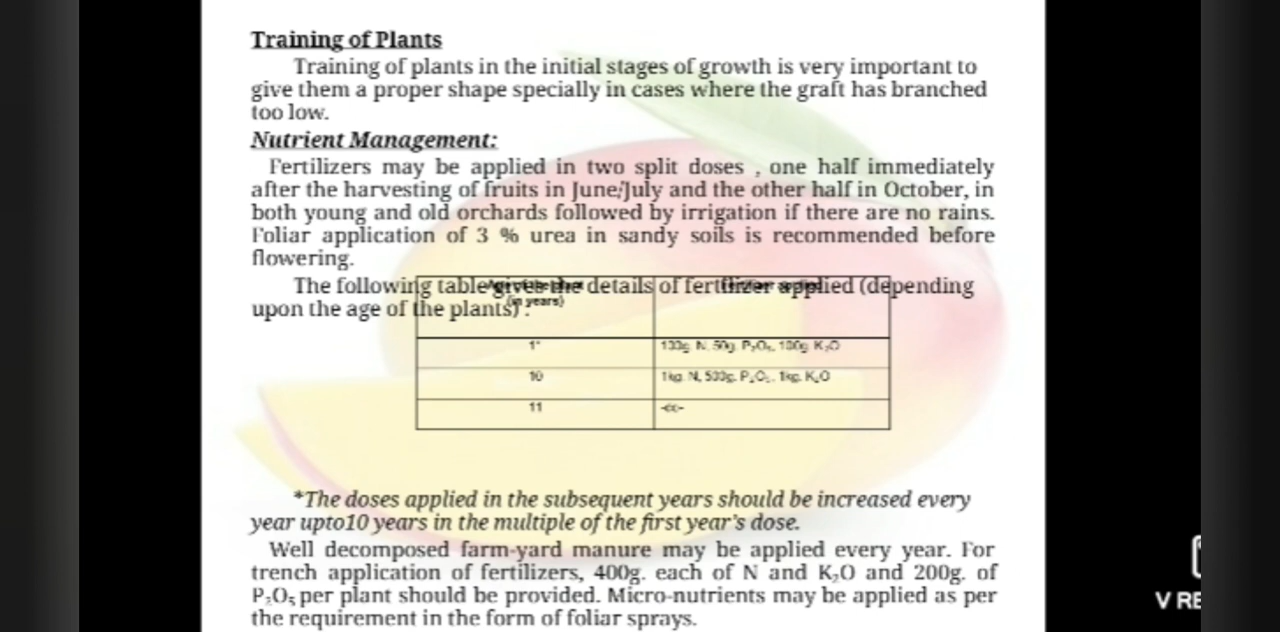 Training of Plants
Training of plants in the initial stages of growth is very important to
give them a proper shape specially in cases where the graft has branched
too low.
Nutrient Management:
Fertilizers may be applied in two split doses , one half immediately
after the harvesting of fruits in June/July and the other half in October, in
both young and old orchards followed by irrigation if there are no rains.
Foliar application of 3 % urea in sandy soils is recommended before
flowering.
The following table gives the details of fertilizer applied (depending
upon the age of the plants) :
(in years)
1* 100g N, 50g P₂O₅, 100g K₂O
10 1kg N, 500g. P₂O₅, 1kg. K₂O
11 -do-
*The doses applied in the subsequent years should be increased every
year upto10 years in the multiple of the first year's dose.
Well decomposed farm-yard manure may be applied every year. For
trench application of fertilizers, 400g. each of N and K₂O and 200g. of
P₂O₅ per plant should be provided. Micro-nutrients may be applied as per
the requirement in the form of foliar sprays.
V RE